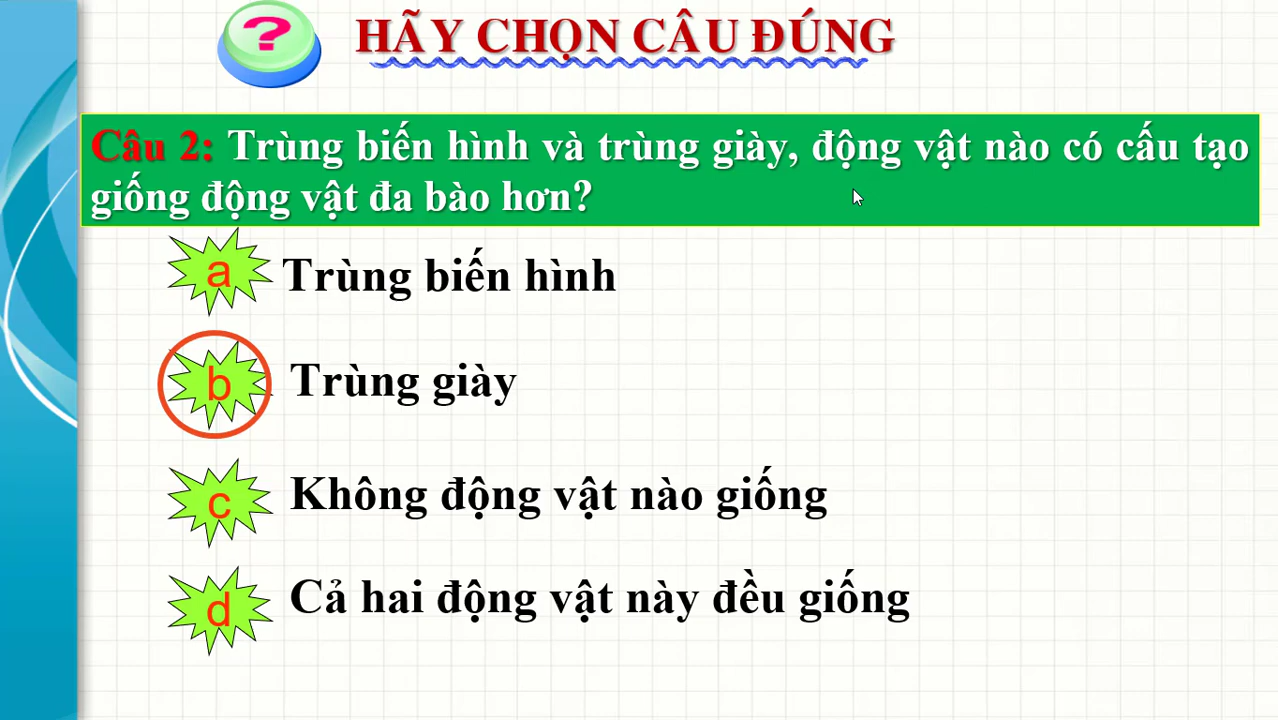 ?
HÃY CHỌN CÂU ĐÚNG
Câu 2: Trùng biến hình và trùng giày, động vật nào có cấu tạo
giống động vật đa bào hơn?
a Trùng biến hình
b Trùng giày
c Không động vật nào giống
d Cả hai động vật này đều giống